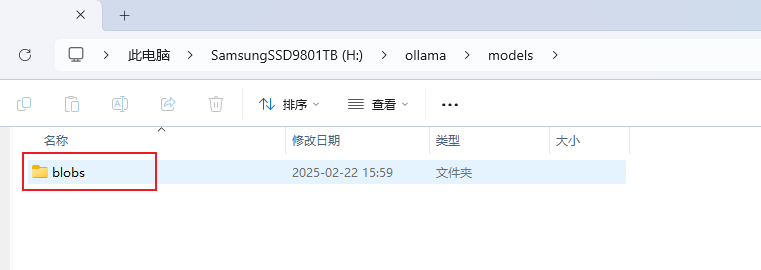 此电脑 > SamsungSSD9801TB (H:) > ollama > models >
排序 查看
名称 修改日期 类型 大小
blobs 2025-02-22 15:59 文件夹